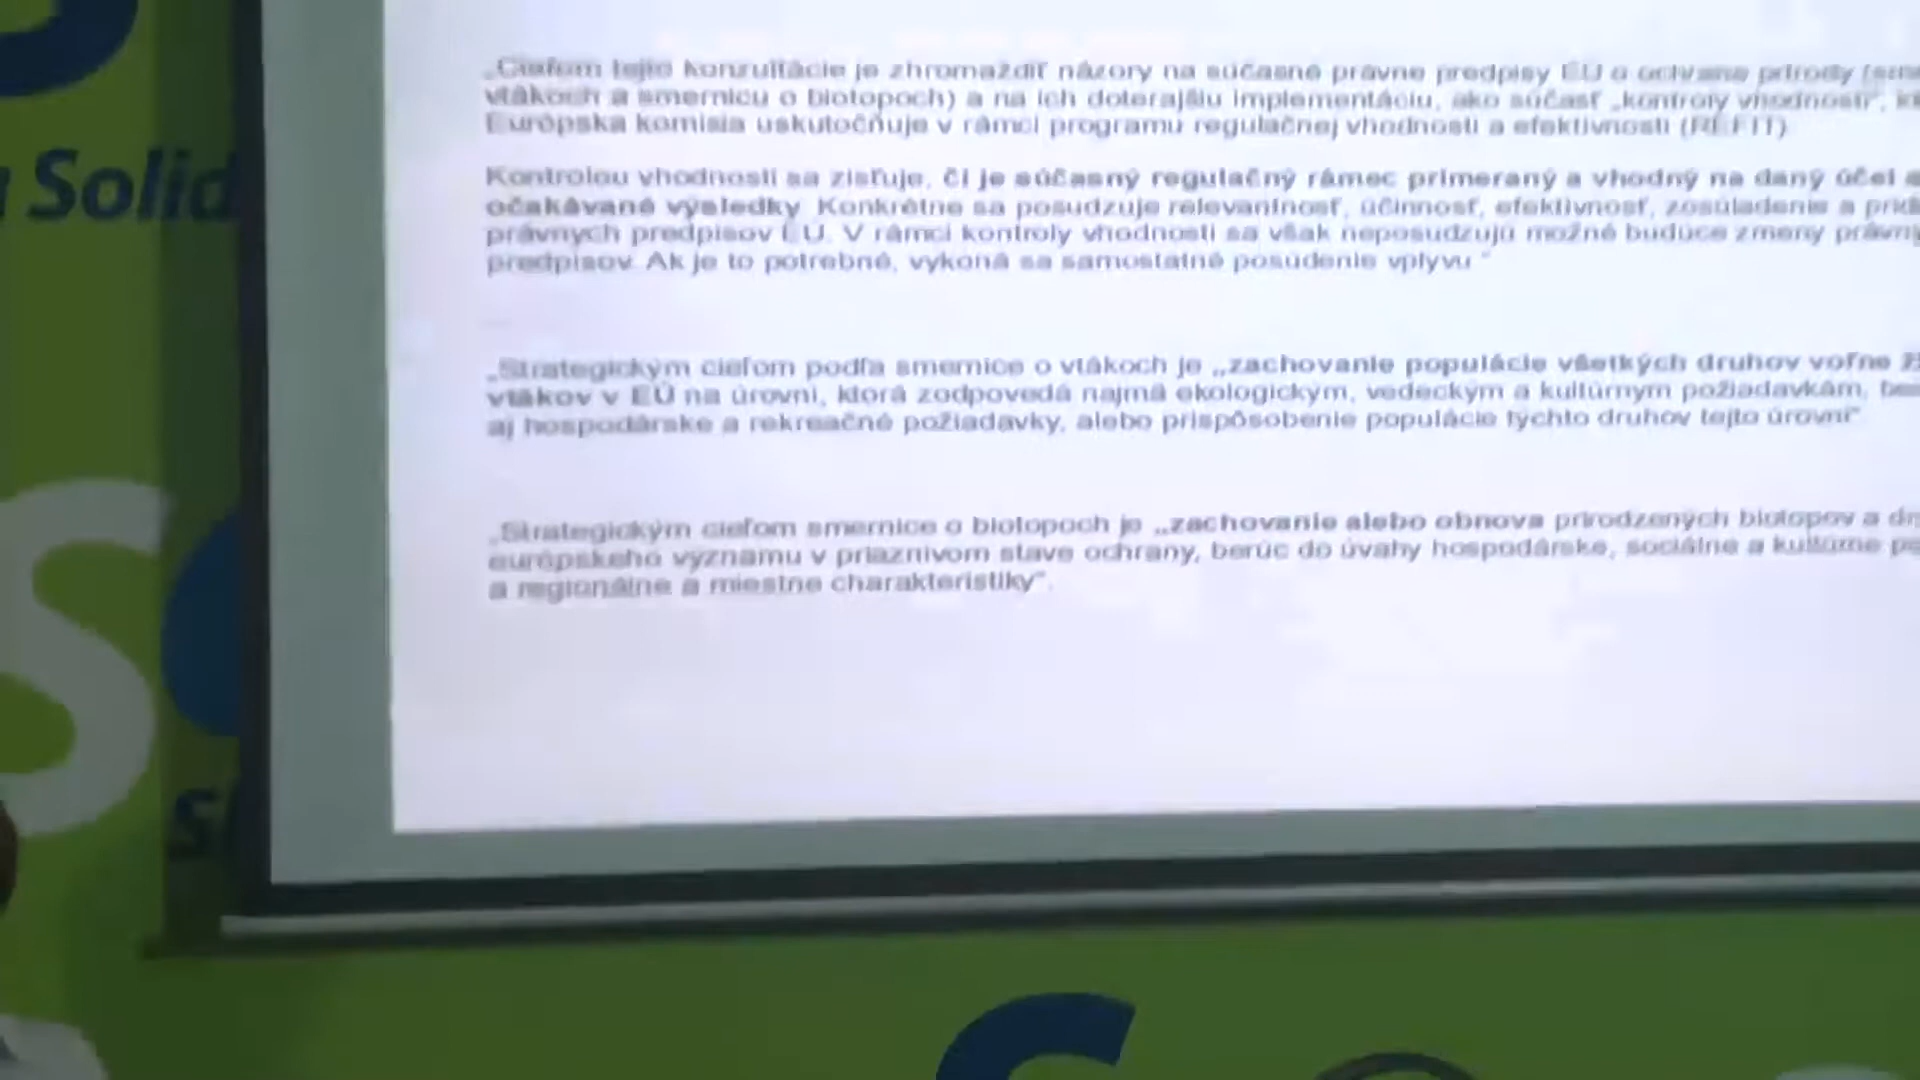 Solid
„Cieľom tejto konzultácie je zhromaždiť názory na súčasné právne predpisy EÚ o ochrane prírody
vtákoch a smernicu o biotopoch) a na ich doterajšiu implementáciu, ako súčasť „kontroly vhodnosti",
Európska komisia uskutočňuje v rámci programu regulačnej vhodnosti a efektívnosti (REFIT)
Kontrolou vhodnosti sa zisťuje, či je súčasný regulačný rámec primeraný a vhodný na daný účel a
očakávané výsledky. Konkrétne sa posudzuje relevantnosť, účinnosť, efektívnosť, zosúladenie a
právnych predpisov EÚ. V rámci kontroly vhodnosti sa však neposudzujú možné budúce zmeny
predpisov. Ak je to potrebné, vykoná sa samostatné posúdenie vplyvu."
„Strategickým cieľom podľa smernice o vtákoch je „zachovanie populácie všetkých druhov voľne
vtákov v EÚ na úrovni, ktorá zodpovedá najmä ekologickým, vedeckým a kultúrnym požiadavkám,
aj hospodárske a rekreačné požiadavky, alebo prispôsobenie populácie týchto druhov tejto úrovni".
„Strategickým cieľom smernice o biotopoch je „zachovanie alebo obnova prirodzených biotopov a
európskeho významu v priaznivom stave ochrany, berúc do úvahy hospodárske, sociálne a kultúrne
a regionálne a miestne charakteristiky".